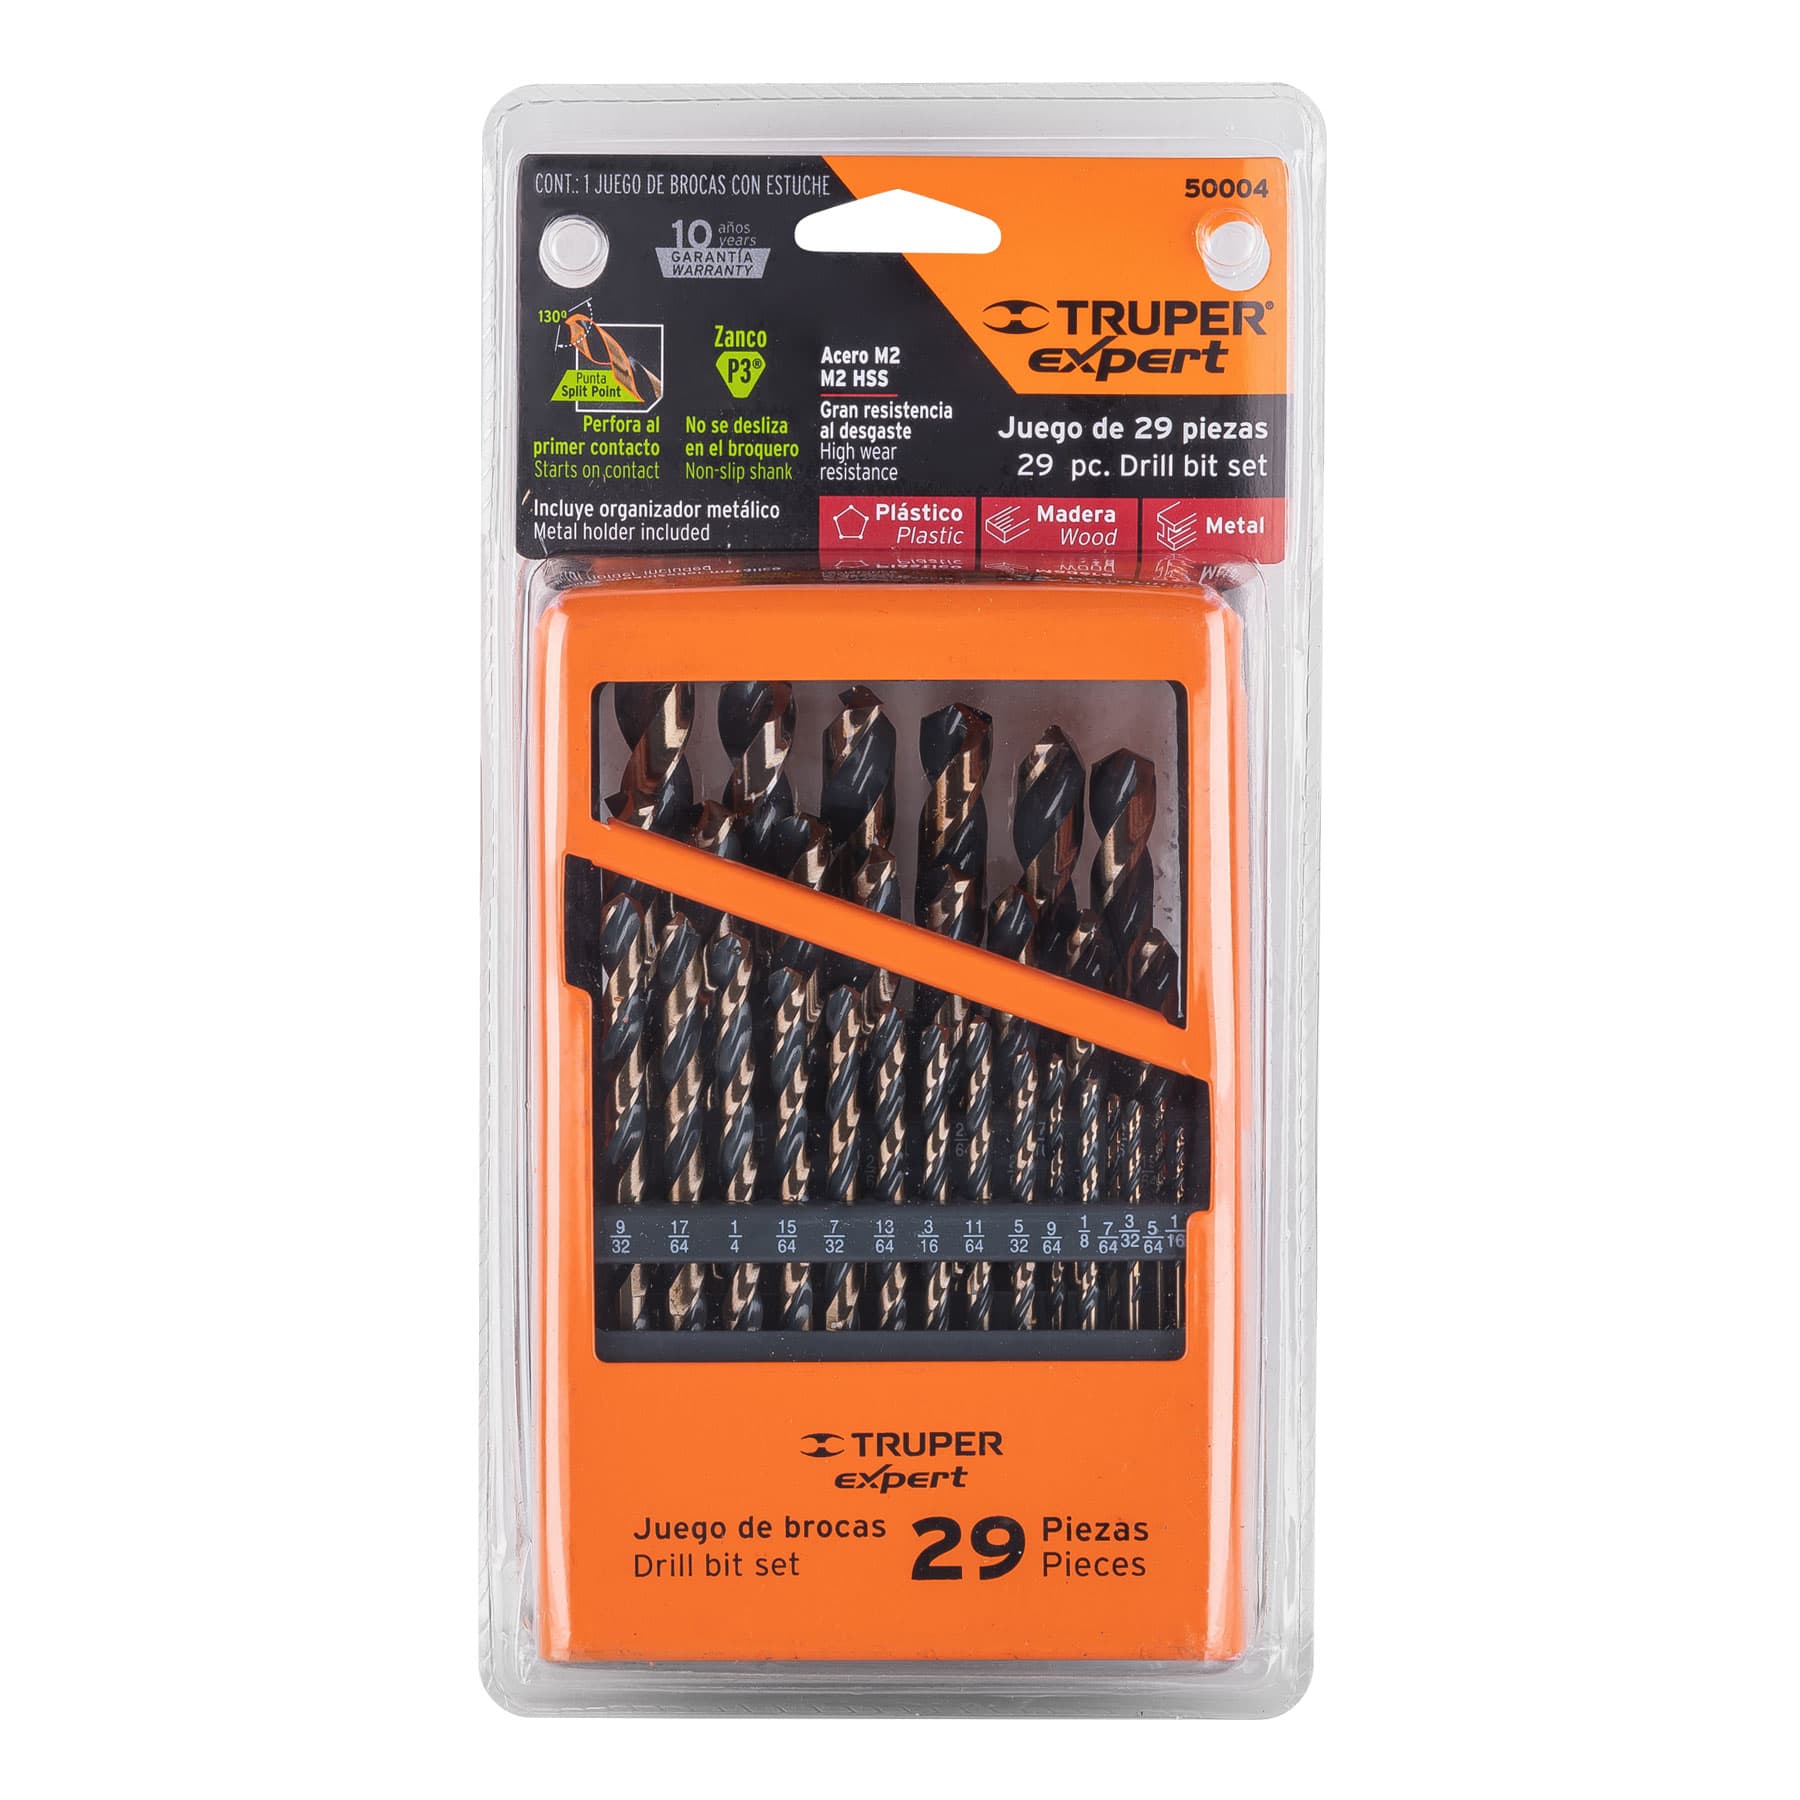 CONT.: 1 JUEGO DE BROCAS CON ESTUCHE
50004
10 años
years
GARANTÍA
WARRANTY
TRUPER®
expert
130º
Punta
Split Point
Perfora al
primer contacto
Starts on contact
Zanco
P3®
No se desliza
en el broquero
Non-slip shank
Acero M2
M2 HSS
Gran resistencia
al desgaste
High wear
resistance
Juego de 29 piezas
29 pc. Drill bit set
Incluye organizador metálico
Metal holder included
Plástico
Plastic
Madera
Wood
Metal
9/32 17/64 1/4 15/64 7/32 13/64 3/16 11/64 5/32 9/64 1/8 7/64 3/32 5/64 1/16
TRUPER
expert
Juego de brocas
Drill bit set
29 Piezas
Pieces